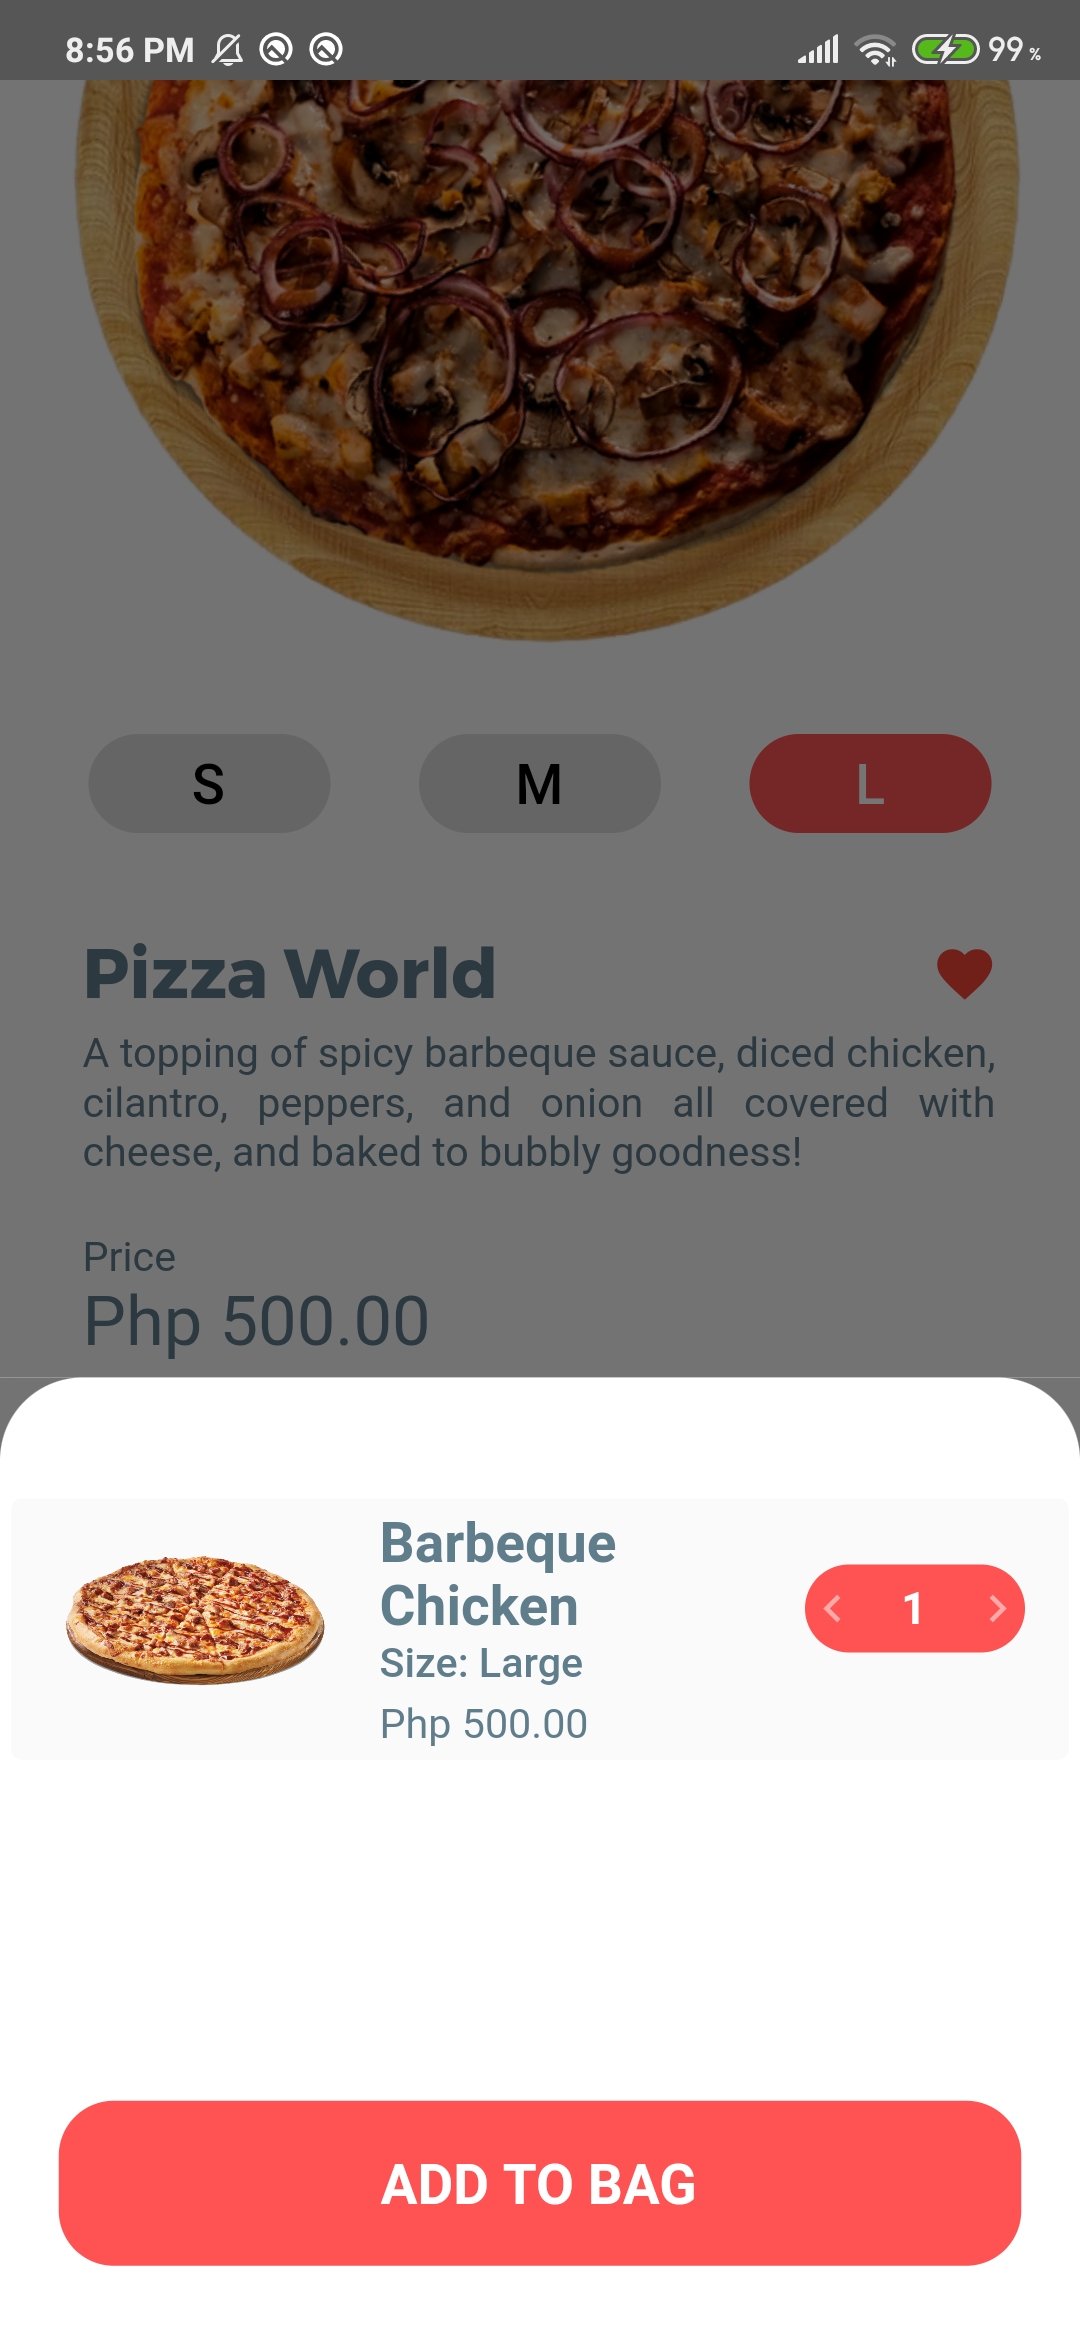 8:56 PM 99%
S M L
Pizza World
A topping of spicy barbeque sauce, diced chicken,
cilantro, peppers, and onion all covered with
cheese, and baked to bubbly goodness!
Price
Php 500.00
Barbeque
Chicken
Size: Large
Php 500.00
1
ADD TO BAG